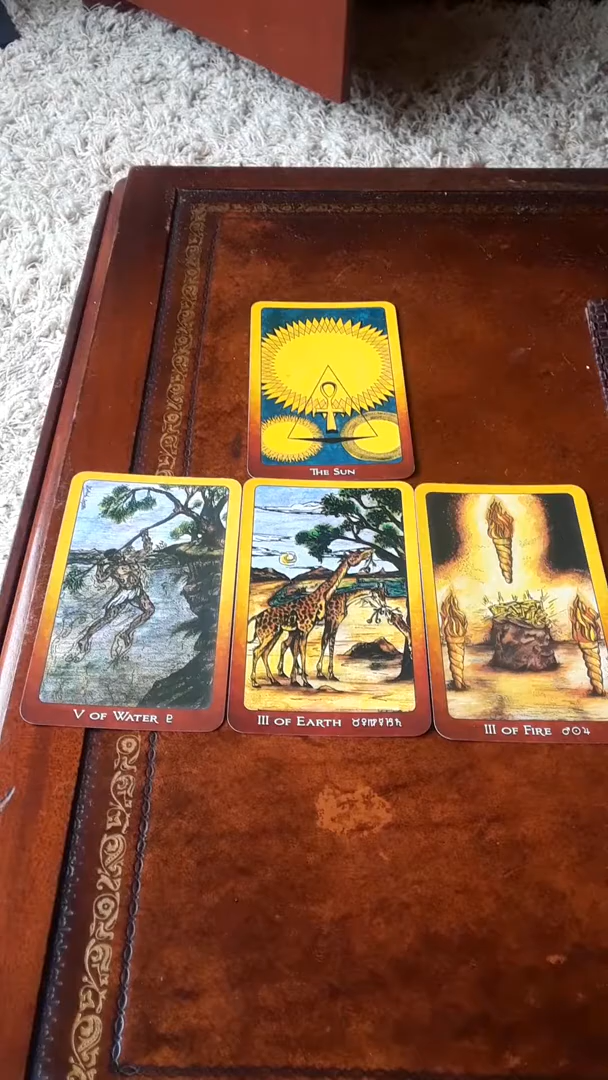 THE SUN
V OF WATER ♇
III OF EARTH ♉♀♍☿♑♄
III OF FIRE ♂☉♃